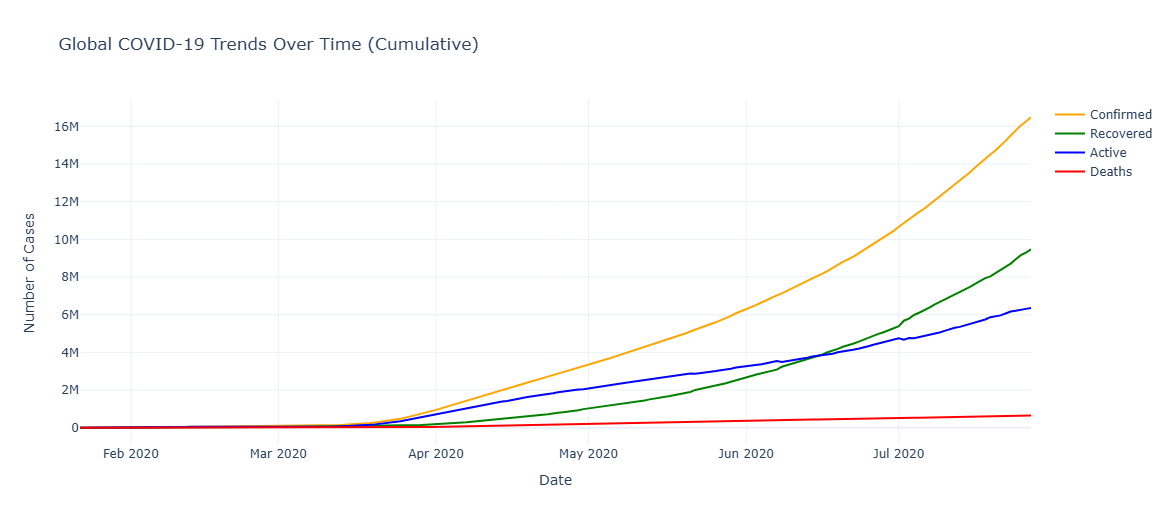 Global COVID-19 Trends Over Time (Cumulative)
Confirmed
Recovered
Active
Deaths
16M
14M
12M
10M
8M
6M
4M
2M
0
Number of Cases
Feb 2020
Mar 2020
Apr 2020
May 2020
Jun 2020
Jul 2020
Date